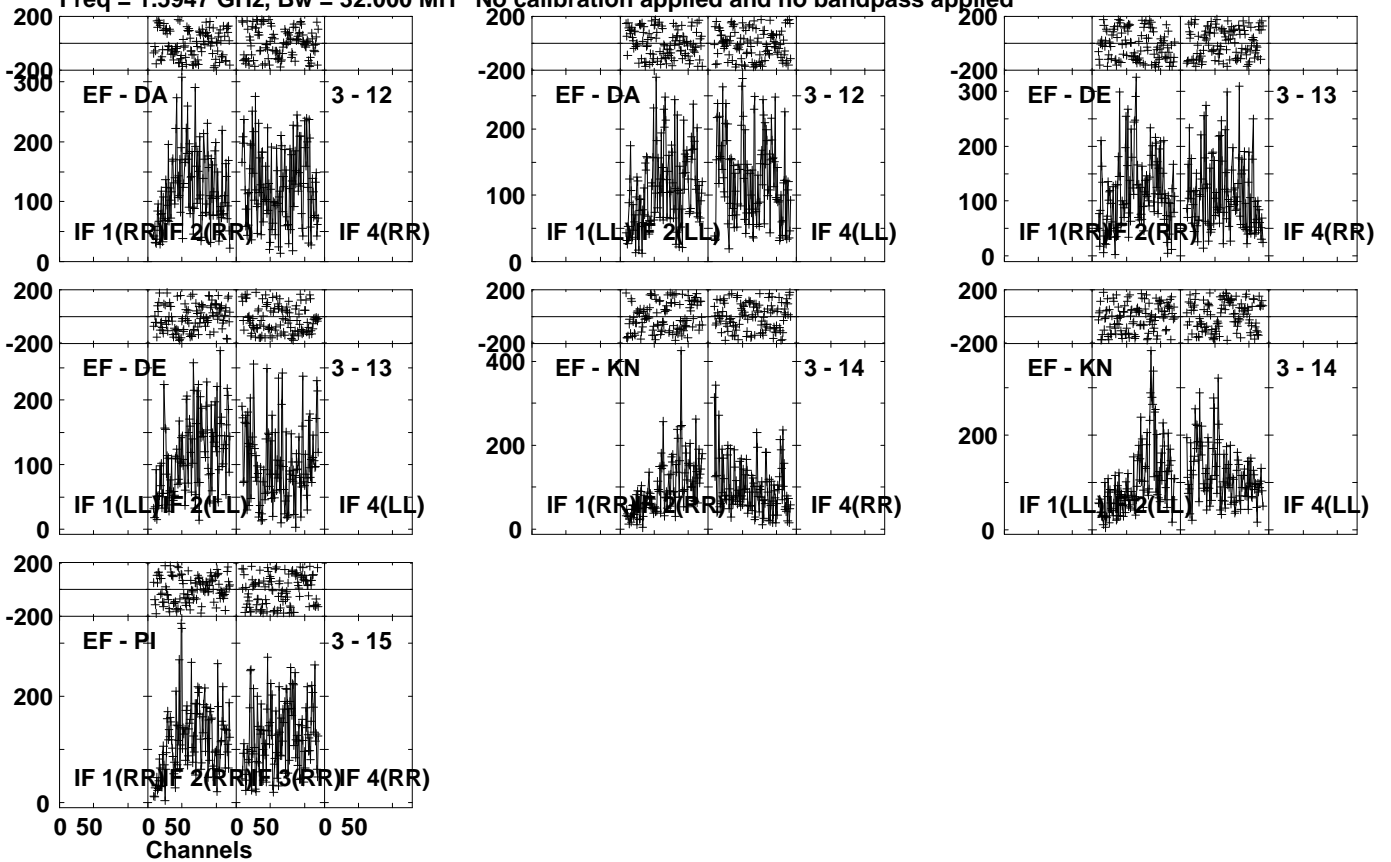 Freq = 1.5947 GHz, Bw = 32.000 MH No calibration applied and no bandpass applied
200
-200
300
200
100
0
EF - DA
3 - 12
IF 1(RR)
IF 2(RR)
IF 4(RR)
200
-200
200
100
0
EF - DA
3 - 12
IF 1(LL)
IF 2(LL)
IF 4(LL)
200
-200
300
200
100
0
EF - DE
3 - 13
IF 1(RR)
IF 2(RR)
IF 4(RR)
200
-200
200
100
0
EF - DE
3 - 13
IF 1(LL)
IF 2(LL)
IF 4(LL)
200
-200
400
200
0
EF - KN
3 - 14
IF 1(RR)
IF 2(RR)
IF 4(RR)
200
-200
200
0
EF - KN
3 - 14
IF 1(LL)
IF 2(LL)
IF 4(LL)
200
-200
200
0
EF - PI
3 - 15
IF 1(RR)
IF 2(RR)
IF 3(RR)
IF 4(RR)
0 50 0 50 0 50 0 50
Channels